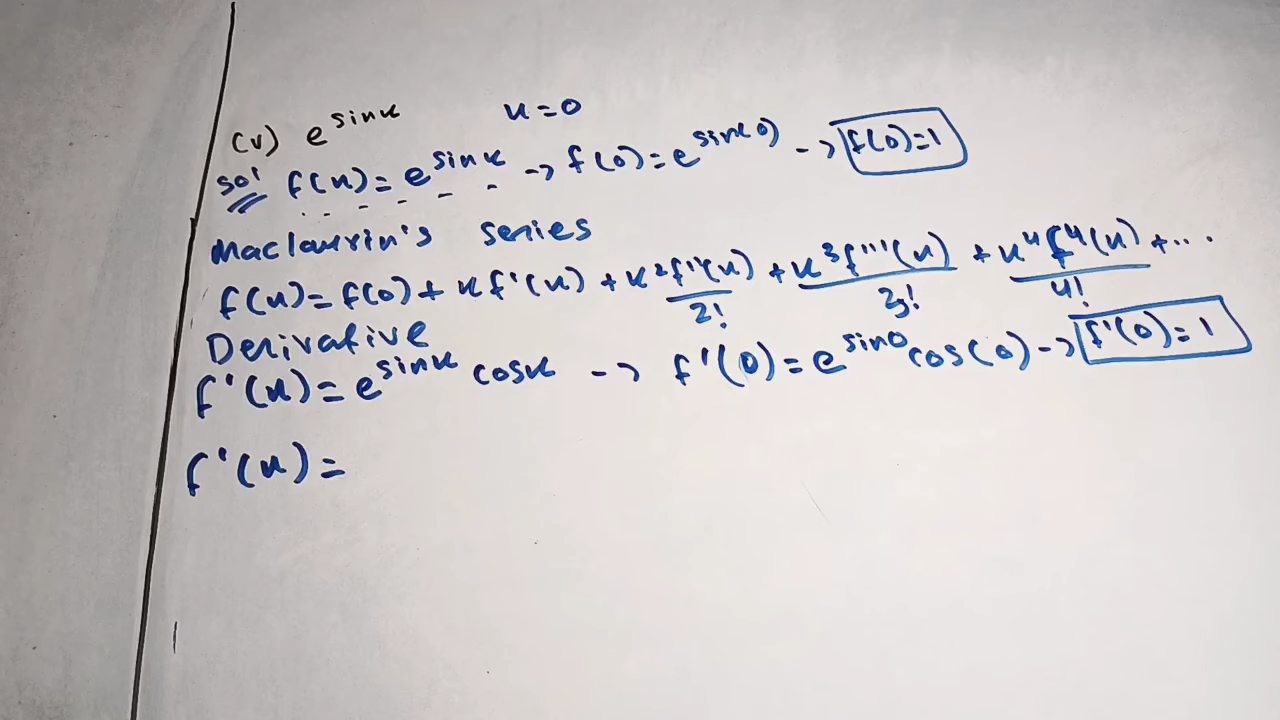 (v) e^sinx x=0
Sol f(x)=e^sinx --> f(0)=e^sin(0) --> f(0)=1
Maclaurin's series
f(x)=f(0)+xf'(x)+x²f''(x)/2!+x³f'''(x)/3!+x⁴f⁴(x)/4!+...
Derivative
f'(x)=e^sinx cosx --> f'(0)=e^sin0 cos(0)--> f'(0)=1
f'(x)=